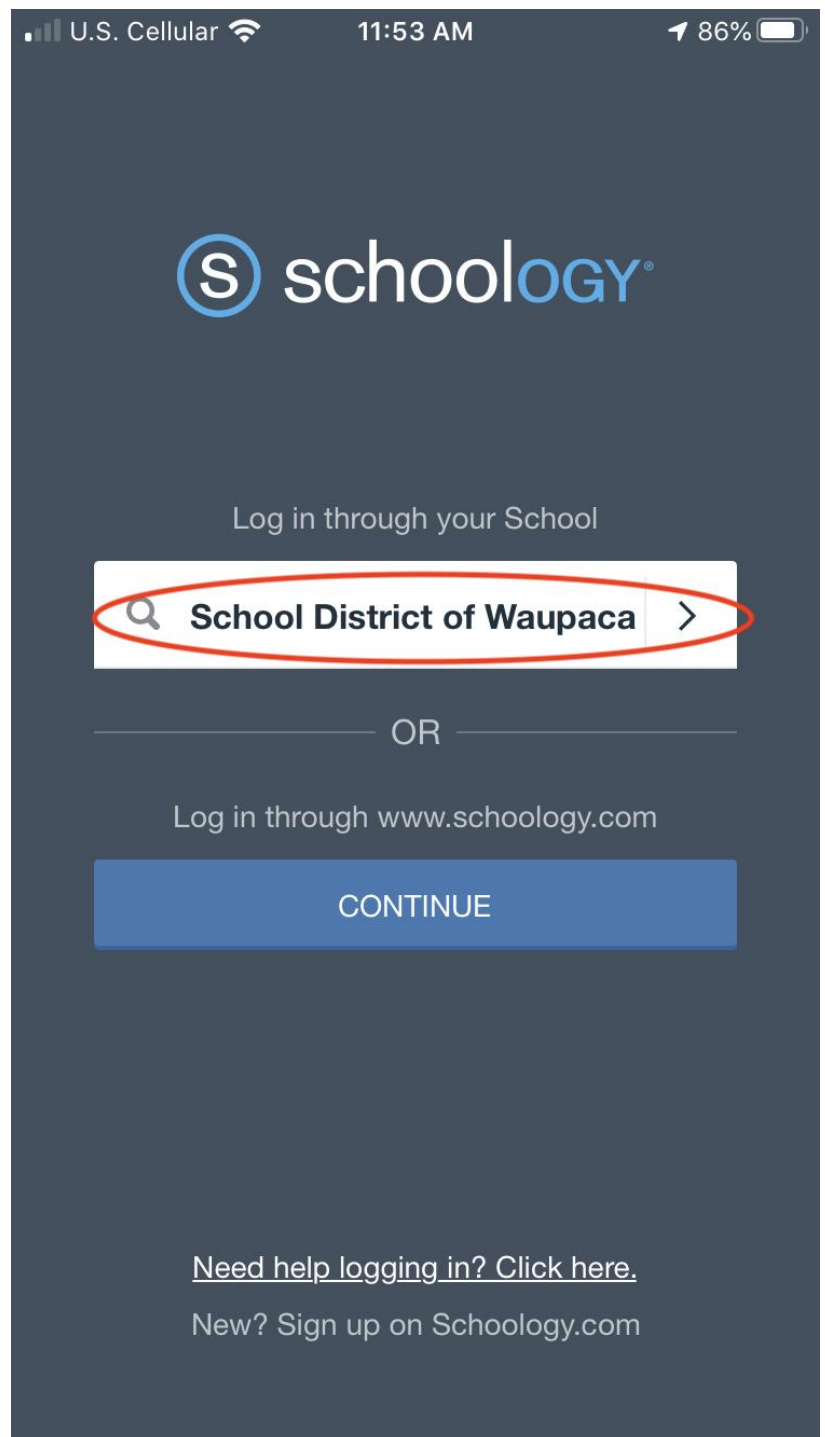 U.S. Cellular 11:53 AM 86%
S schoology®
Log in through your School
School District of Waupaca
OR
Log in through www.schoology.com
CONTINUE
Need help logging in? Click here.
New? Sign up on Schoology.com